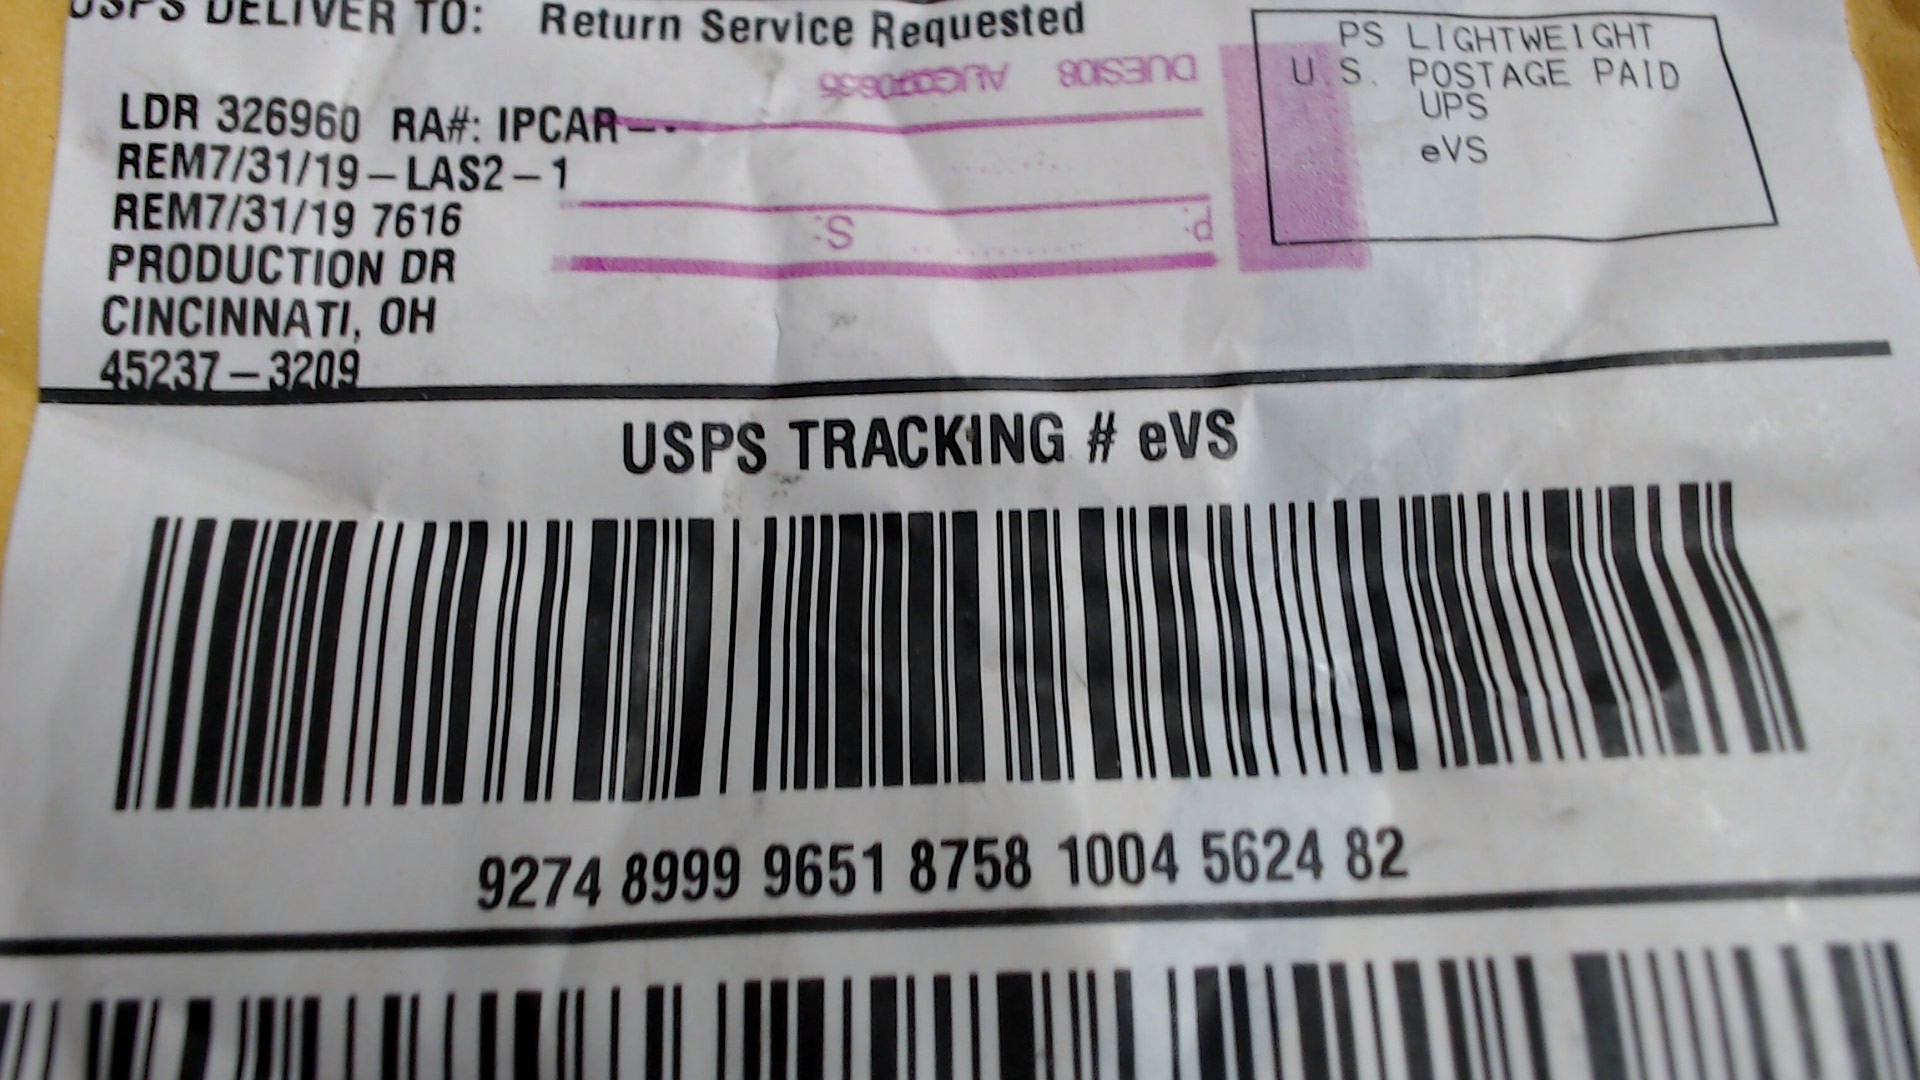 USPS DELIVER TO: Return Service Requested
PS LIGHTWEIGHT
U.S. POSTAGE PAID
UPS
eVS
LDR 326960 RA#: IPCAR—-
REM7/31/19—LAS2—1
REM7/31/19 7616
PRODUCTION DR
CINCINNATI, OH
45237—3209
P. S.
USPS TRACKING # eVS
9274 8999 9651 8758 1004 5624 82